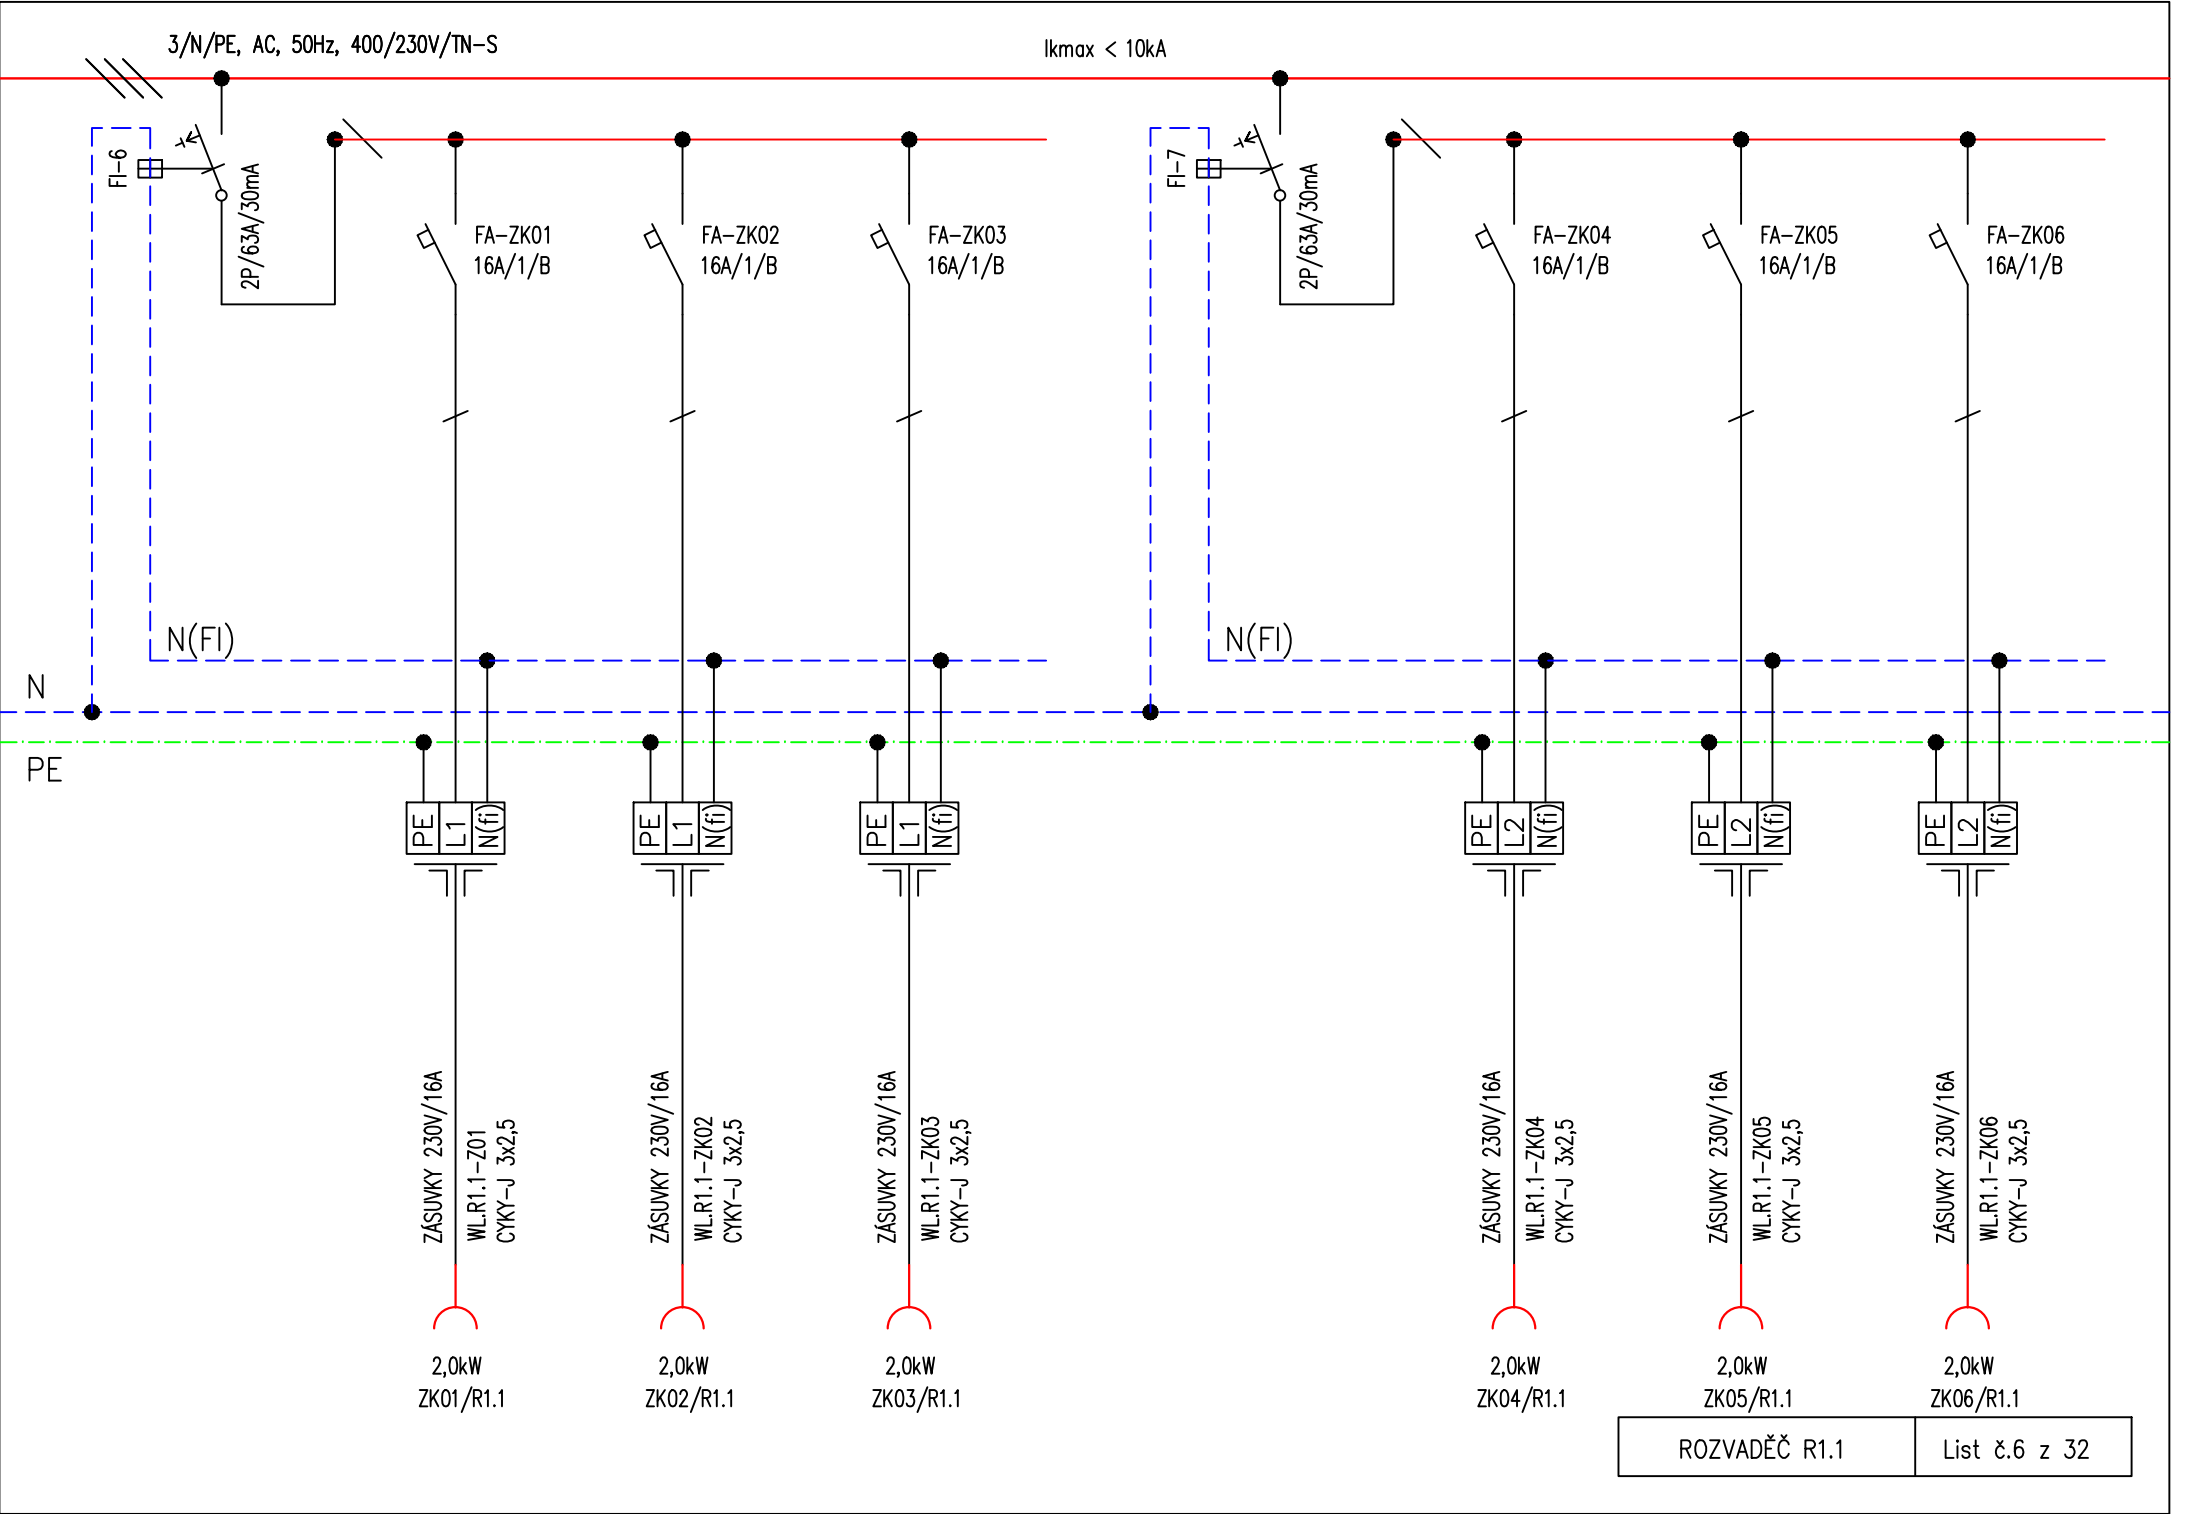 3/N/PE, AC, 50Hz, 400/230V/TN-S
Ikmax < 10kA
FI-6
2P/63A/30mA
FA-ZK01
16A/1/B
FA-ZK02
16A/1/B
FA-ZK03
16A/1/B
FI-7
2P/63A/30mA
FA-ZK04
16A/1/B
FA-ZK05
16A/1/B
FA-ZK06
16A/1/B
N(FI)
N(FI)
N
PE
PE L1 N(fi)
PE L1 N(fi)
PE L1 N(fi)
PE L2 N(fi)
PE L2 N(fi)
PE L2 N(fi)
ZÁSUVKY 230V/16A
WL.R1.1-Z01
CYKY-J 3x2,5
ZÁSUVKY 230V/16A
WL.R1.1-ZK02
CYKY-J 3x2,5
ZÁSUVKY 230V/16A
WL.R1.1-ZK03
CYKY-J 3x2,5
ZÁSUVKY 230V/16A
WL.R1.1-ZK04
CYKY-J 3x2,5
ZÁSUVKY 230V/16A
WL.R1.1-ZK05
CYKY-J 3x2,5
ZÁSUVKY 230V/16A
WL.R1.1-ZK06
CYKY-J 3x2,5
2,0kW
ZK01/R1.1
2,0kW
ZK02/R1.1
2,0kW
ZK03/R1.1
2,0kW
ZK04/R1.1
2,0kW
ZK05/R1.1
2,0kW
ZK06/R1.1
ROZVADĚČ R1.1
List č.6 z 32